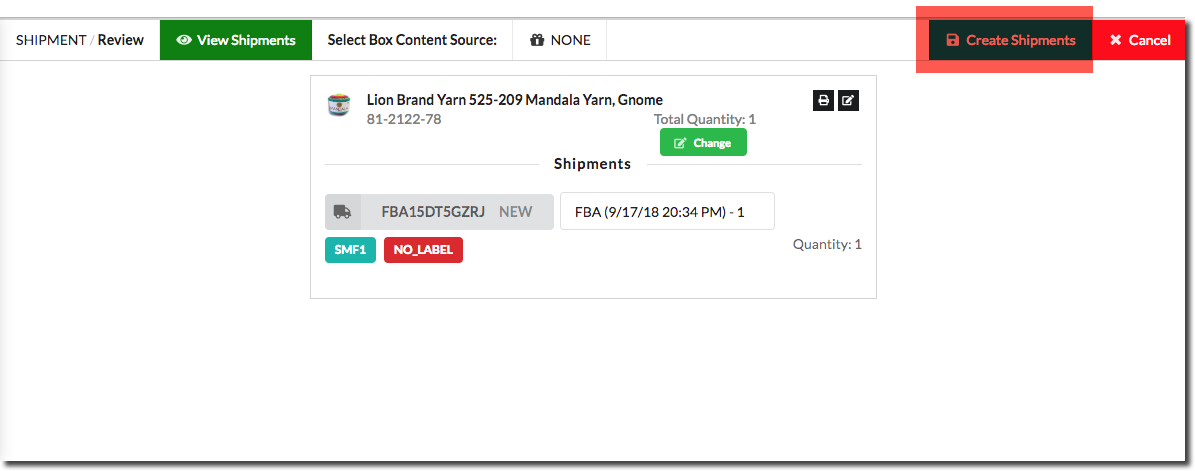 SHIPMENT / Review View Shipments Select Box Content Source: NONE Create Shipments Cancel
Lion Brand Yarn 525-209 Mandala Yarn, Gnome
81-2122-78 Total Quantity: 1
Change
Shipments
FBA15DT5GZRJ NEW FBA (9/17/18 20:34 PM) - 1
SMF1 NO_LABEL Quantity: 1